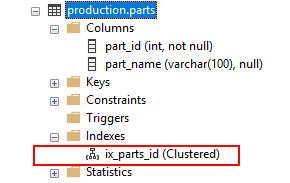 production.parts
Columns
part_id (int, not null)
part_name (varchar(100), null)
Keys
Constraints
Triggers
Indexes
ix_parts_id (Clustered)
Statistics